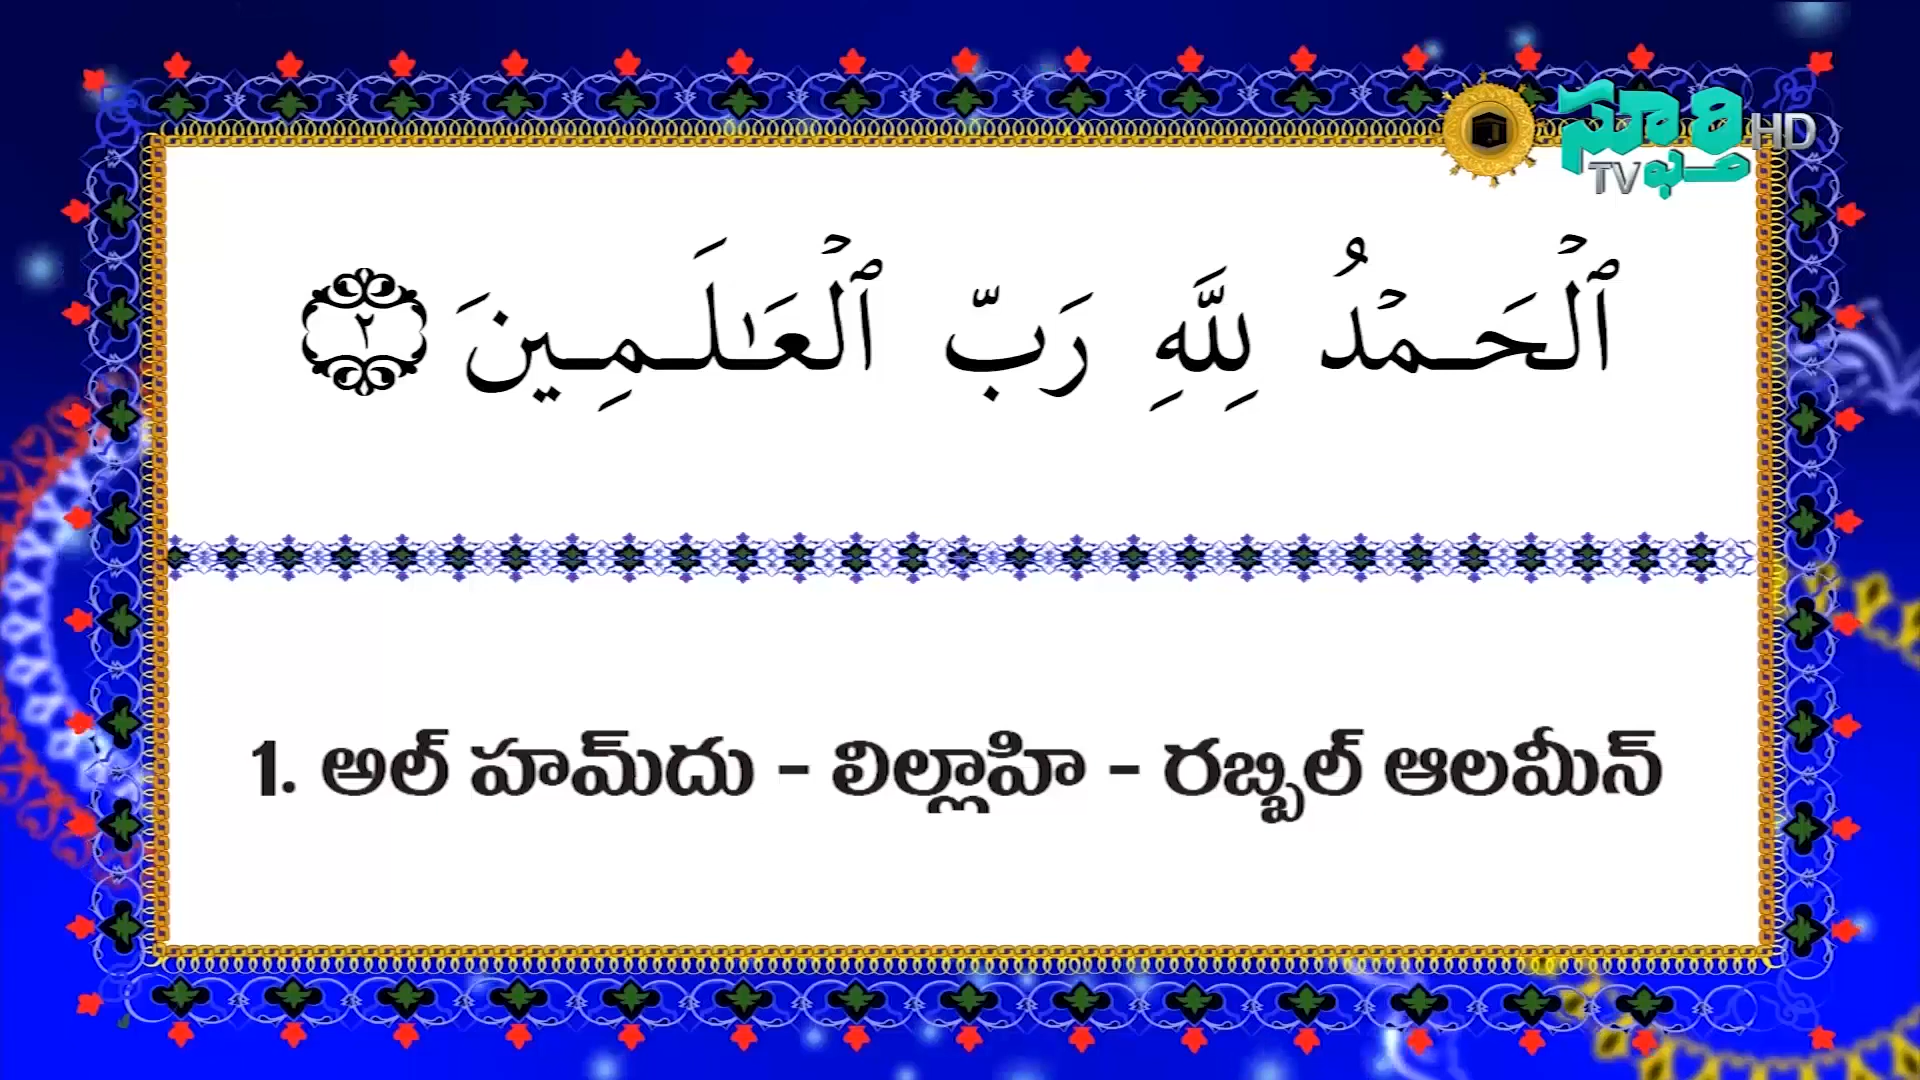 నూరి HD
TV
ٱلۡحَمۡدُ لِلَّهِ رَبِّ ٱلۡعَٰلَمِينَ ٢
1. అల్ హమ్‌దు - లిల్లాహి - రబ్బిల్ ఆలమీన్